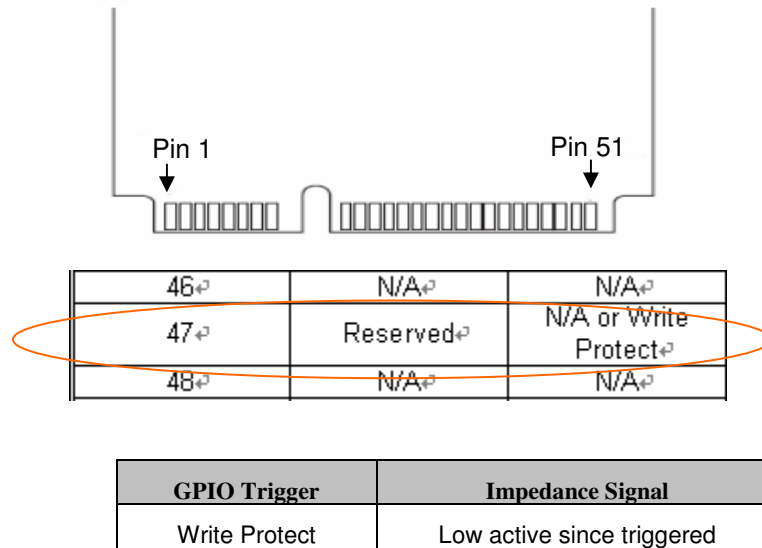 Pin 1 Pin 51
46↵ N/A↵ N/A↵
47↵ Reserved↵ N/A or Write
Protect↵
48↵ N/A↵ N/A↵
GPIO Trigger Impedance Signal
Write Protect Low active since triggered